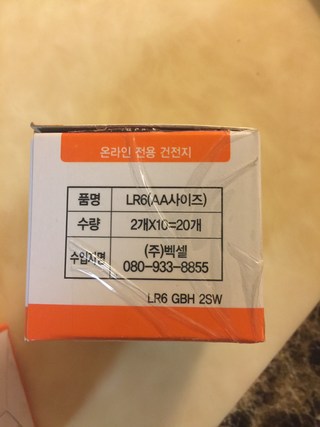 온라인 전용 건전지
품명 LR6(AA사이즈)
수량 2개X10=20개
수입자명 (주)벡셀
080-933-8855
LR6 GBH 2SW